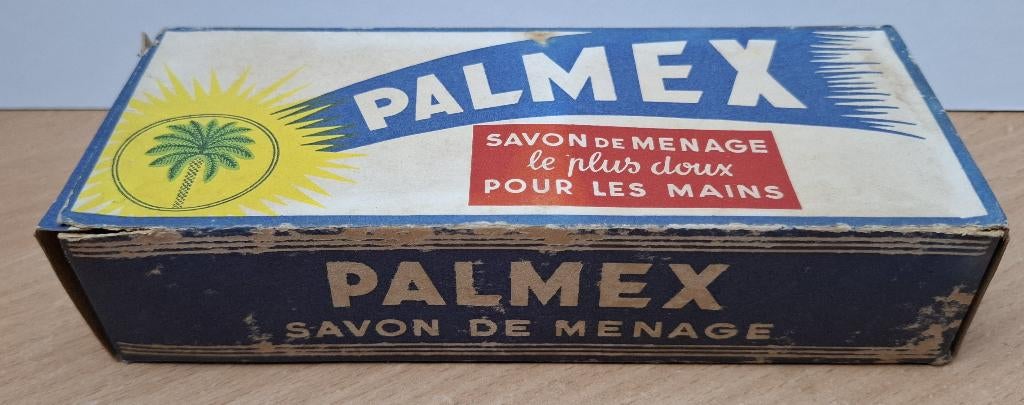 PALMEX
SAVON DE MENAGE
le plus doux
POUR LES MAINS
PALMEX
SAVON DE MENAGE